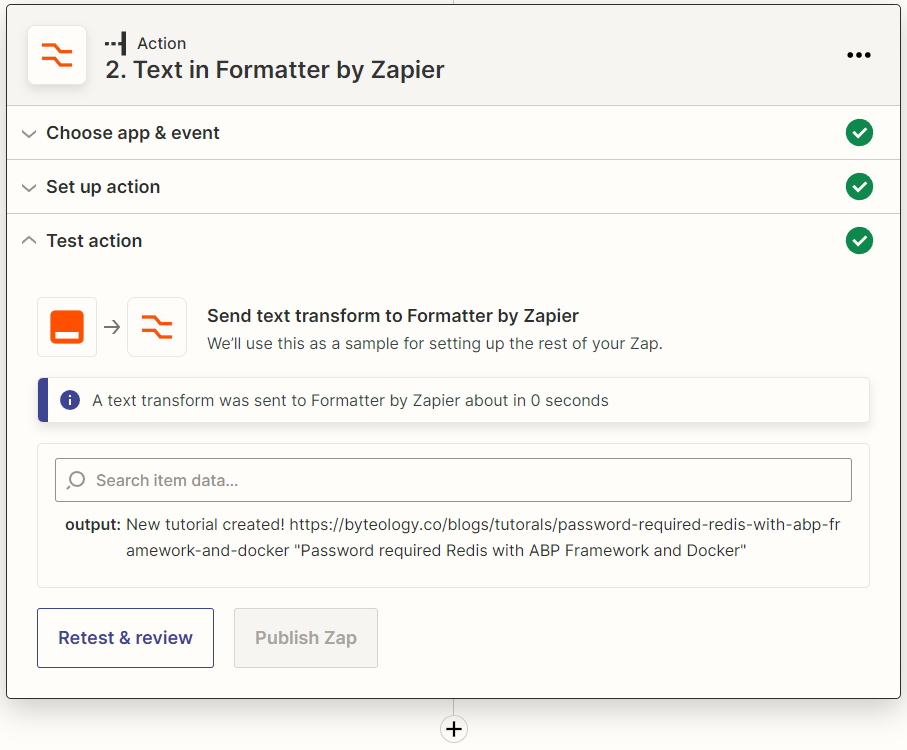 Action
2. Text in Formatter by Zapier
Choose app & event
Set up action
Test action
Send text transform to Formatter by Zapier
We'll use this as a sample for setting up the rest of your Zap.
A text transform was sent to Formatter by Zapier about in 0 seconds
Search item data...
output: New tutorial created! https://byteology.co/blogs/tutorals/password-required-redis-with-abp-fr
amework-and-docker "Password required Redis with ABP Framework and Docker"
Retest & review
Publish Zap